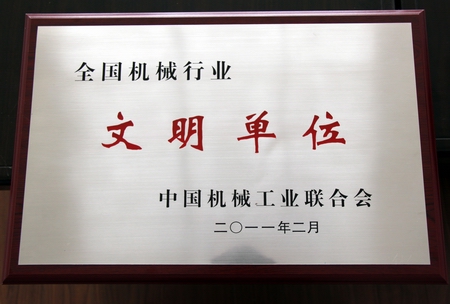 全国机械行业
文明单位
中国机械工业联合会
二〇一一年二月